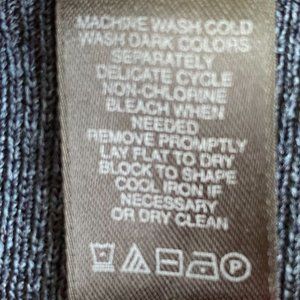 MACHINE WASH COLD
WASH DARK COLORS
SEPARATELY
DELICATE CYCLE
NON-CHLORINE
BLEACH WHEN
NEEDED
REMOVE PROMPTLY
LAY FLAT TO DRY
BLOCK TO SHAPE
COOL IRON IF
NECESSARY
OR DRY CLEAN
P